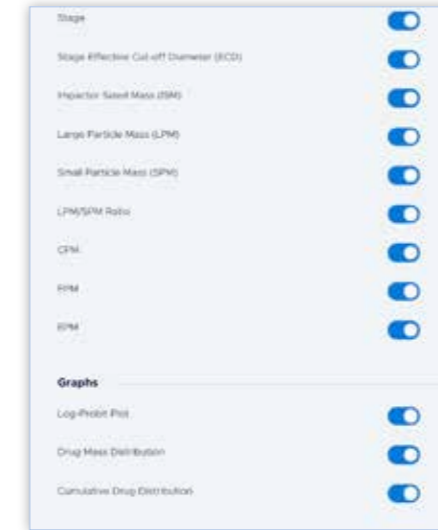 Stage
Stage Effective Cut-off Diameter (ECD)
Impactor Sized Mass (ISM)
Large Particle Mass (LPM)
Small Particle Mass (SPM)
LPM/SPM Ratio
CPM
FPM
EPM
Graphs
Log-Probit Plot
Drug Mass Distribution
Cumulative Drug Distribution